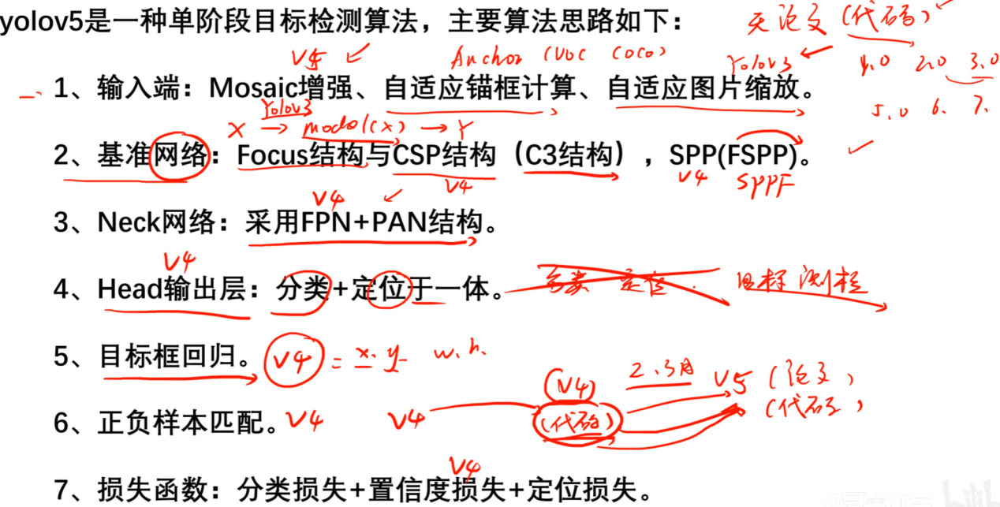 yolov5是一种单阶段目标检测算法，主要算法思路如下：
无论文（代码）
V5
Anchor (VOC COCO)
Yolov3
1.0 2.0 3.0
5.0 6. 7.
1、输入端：Mosaic增强、自适应锚框计算、自适应图片缩放。
Yolov3
X → model(x) → Y
2、基准网络：Focus结构与CSP结构（C3结构），SPP(FSPP)。
V4
V4 SPPF
V4
3、Neck网络：采用FPN+PAN结构。
V4
4、Head输出层：分类+定位于一体。
分类 定位 目标测框
5、目标框回归。 V4 = x. y w. h.
(V4) 2.3月 V5 (论文)
6、正负样本匹配。 V4 V4 (代码) (代码)
V4
7、损失函数：分类损失+置信度损失+定位损失。